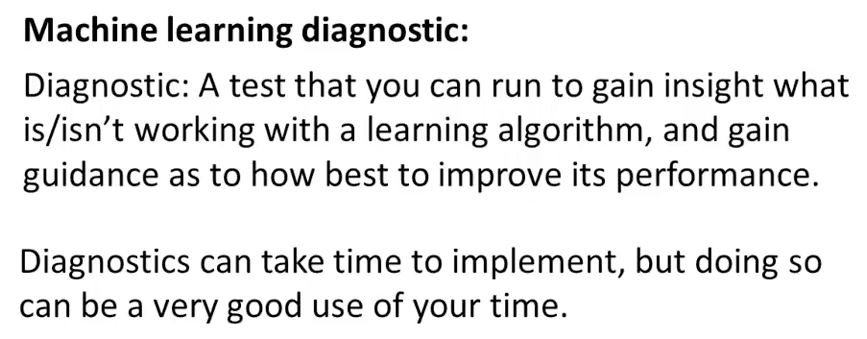 Machine learning diagnostic:
Diagnostic: A test that you can run to gain insight what
is/isn't working with a learning algorithm, and gain
guidance as to how best to improve its performance.
Diagnostics can take time to implement, but doing so
can be a very good use of your time.